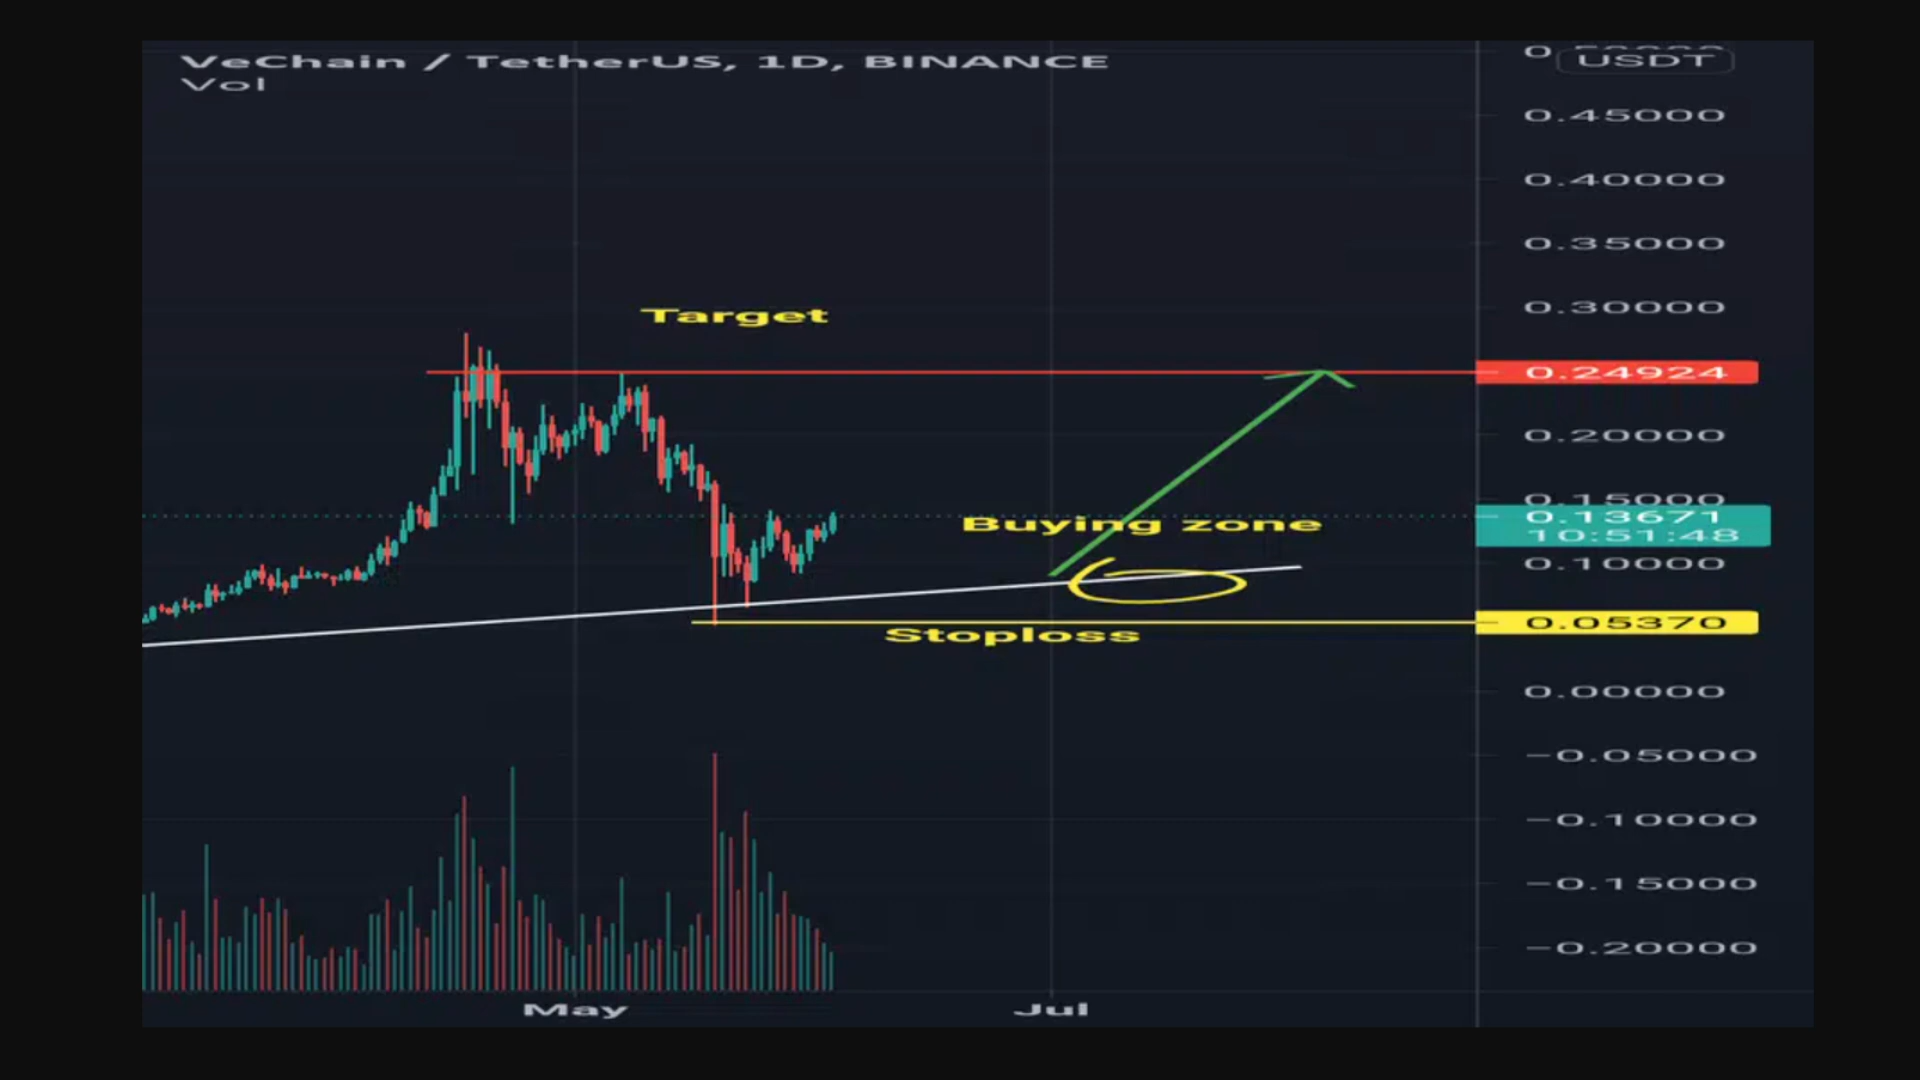 VeChain / TetherUS, 1D, BINANCE
Vol
USDT
0.45000
0.40000
0.35000
0.30000
Target
0.24924
0.20000
0.15000
0.13671
Buying zone
10:51:48
0.10000
0.05370
Stoploss
0.00000
−0.05000
−0.10000
−0.15000
−0.20000
May Jul